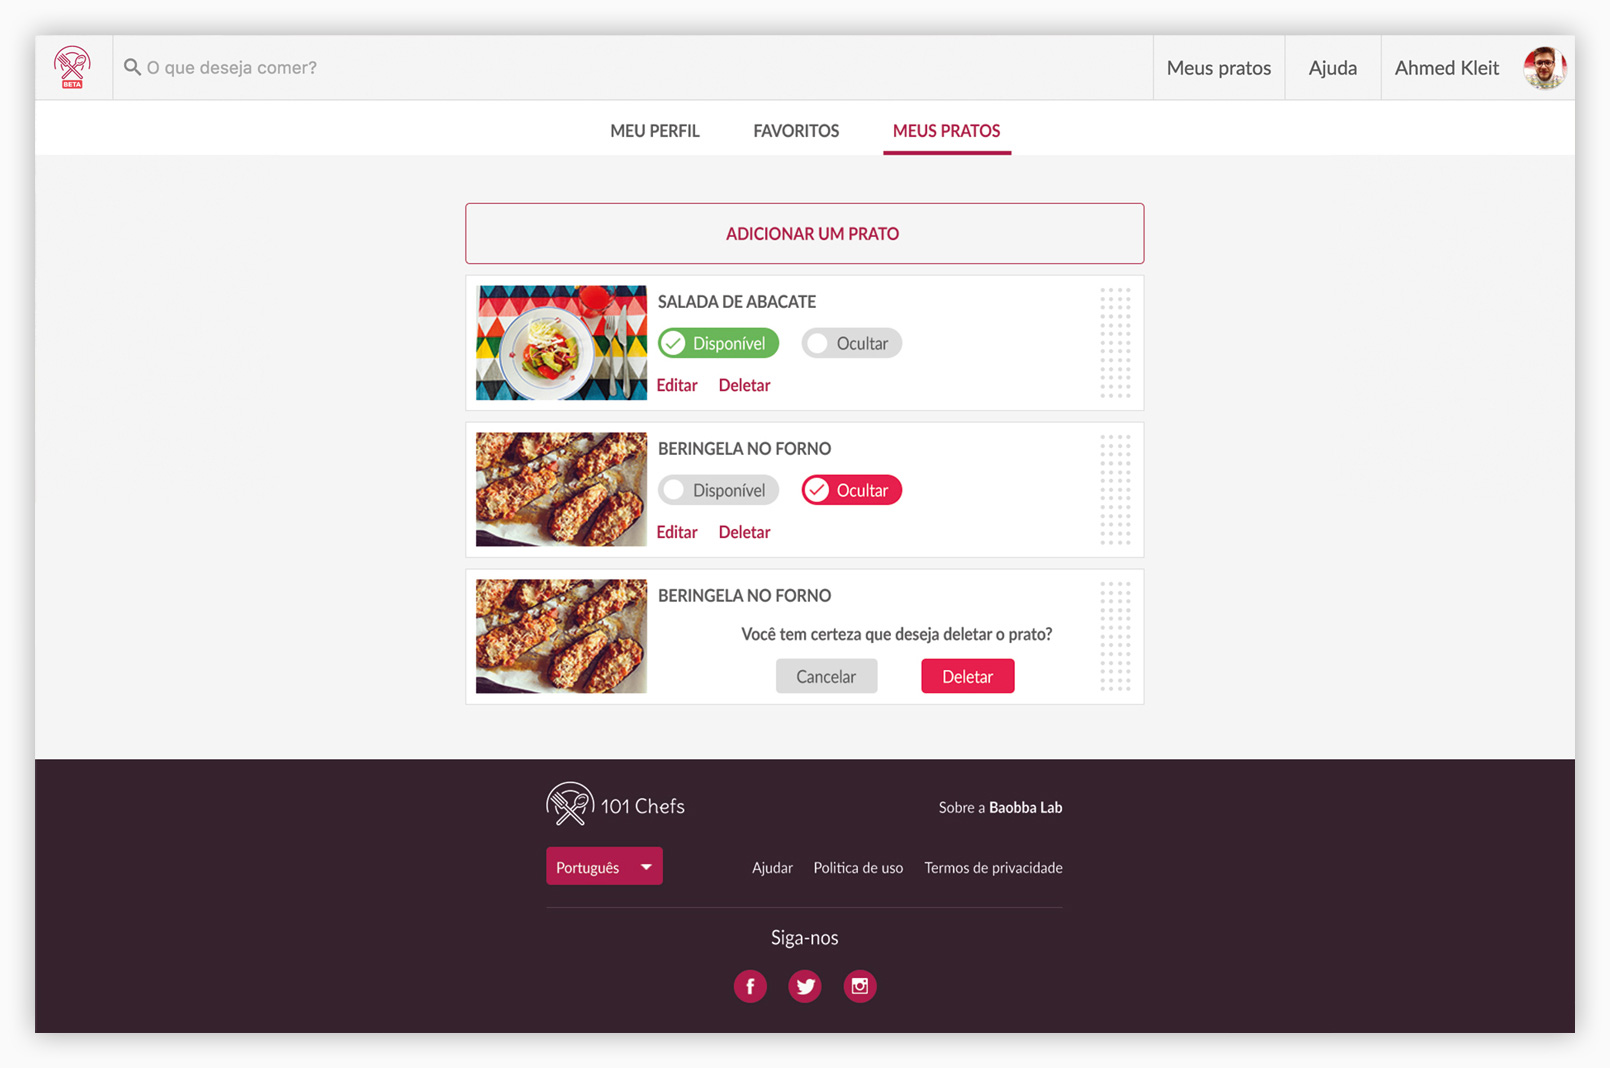 BETA
O que deseja comer?
Meus pratos
Ajuda
Ahmed Kleit
MEU PERFIL
FAVORITOS
MEUS PRATOS
ADICIONAR UM PRATO
SALADA DE ABACATE
Disponível
Ocultar
Editar
Deletar
BERINGELA NO FORNO
Disponível
Ocultar
Editar
Deletar
BERINGELA NO FORNO
Você tem certeza que deseja deletar o prato?
Cancelar
Deletar
101 Chefs
Sobre a Baobba Lab
Português
Ajudar
Politica de uso
Termos de privacidade
Siga-nos